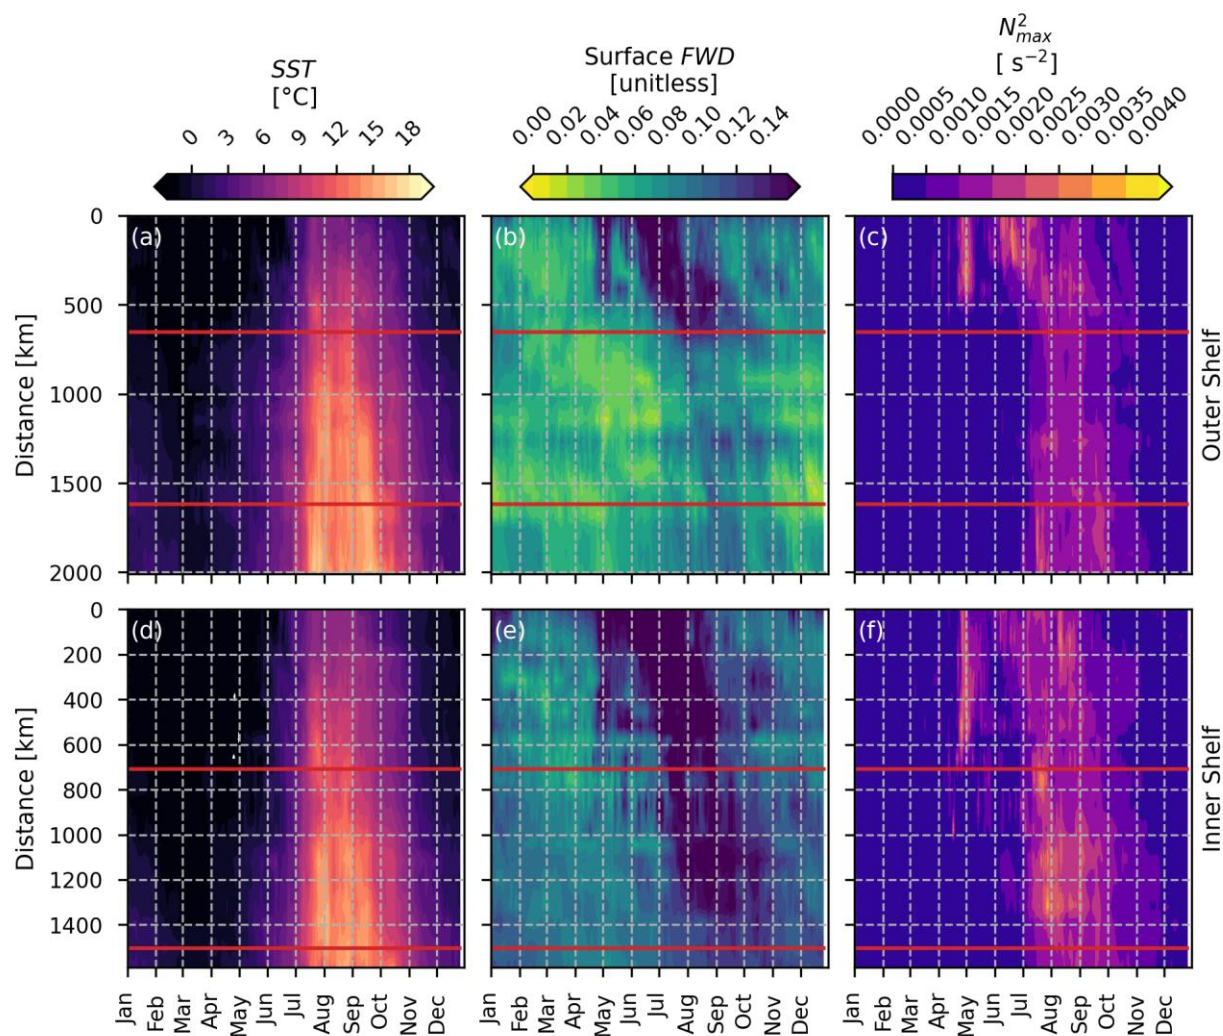 SST
[°C]
Surface FWD
[unitless]
N²max
[ s⁻²]
0 3 6 9 12 15 18
0.00 0.02 0.04 0.06 0.08 0.10 0.12 0.14
0.0000 0.0005 0.0010 0.0015 0.0020 0.0025 0.0030 0.0035 0.0040
(a) (b) (c)
0
500
1000
1500
2000
Distance [km]
Outer Shelf
(d) (e) (f)
0
200
400
600
800
1000
1200
1400
Distance [km]
Inner Shelf
Jan Feb Mar Apr May Jun Jul Aug Sep Oct Nov Dec
Jan Feb Mar Apr May Jun Jul Aug Sep Oct Nov Dec
Jan Feb Mar Apr May Jun Jul Aug Sep Oct Nov Dec